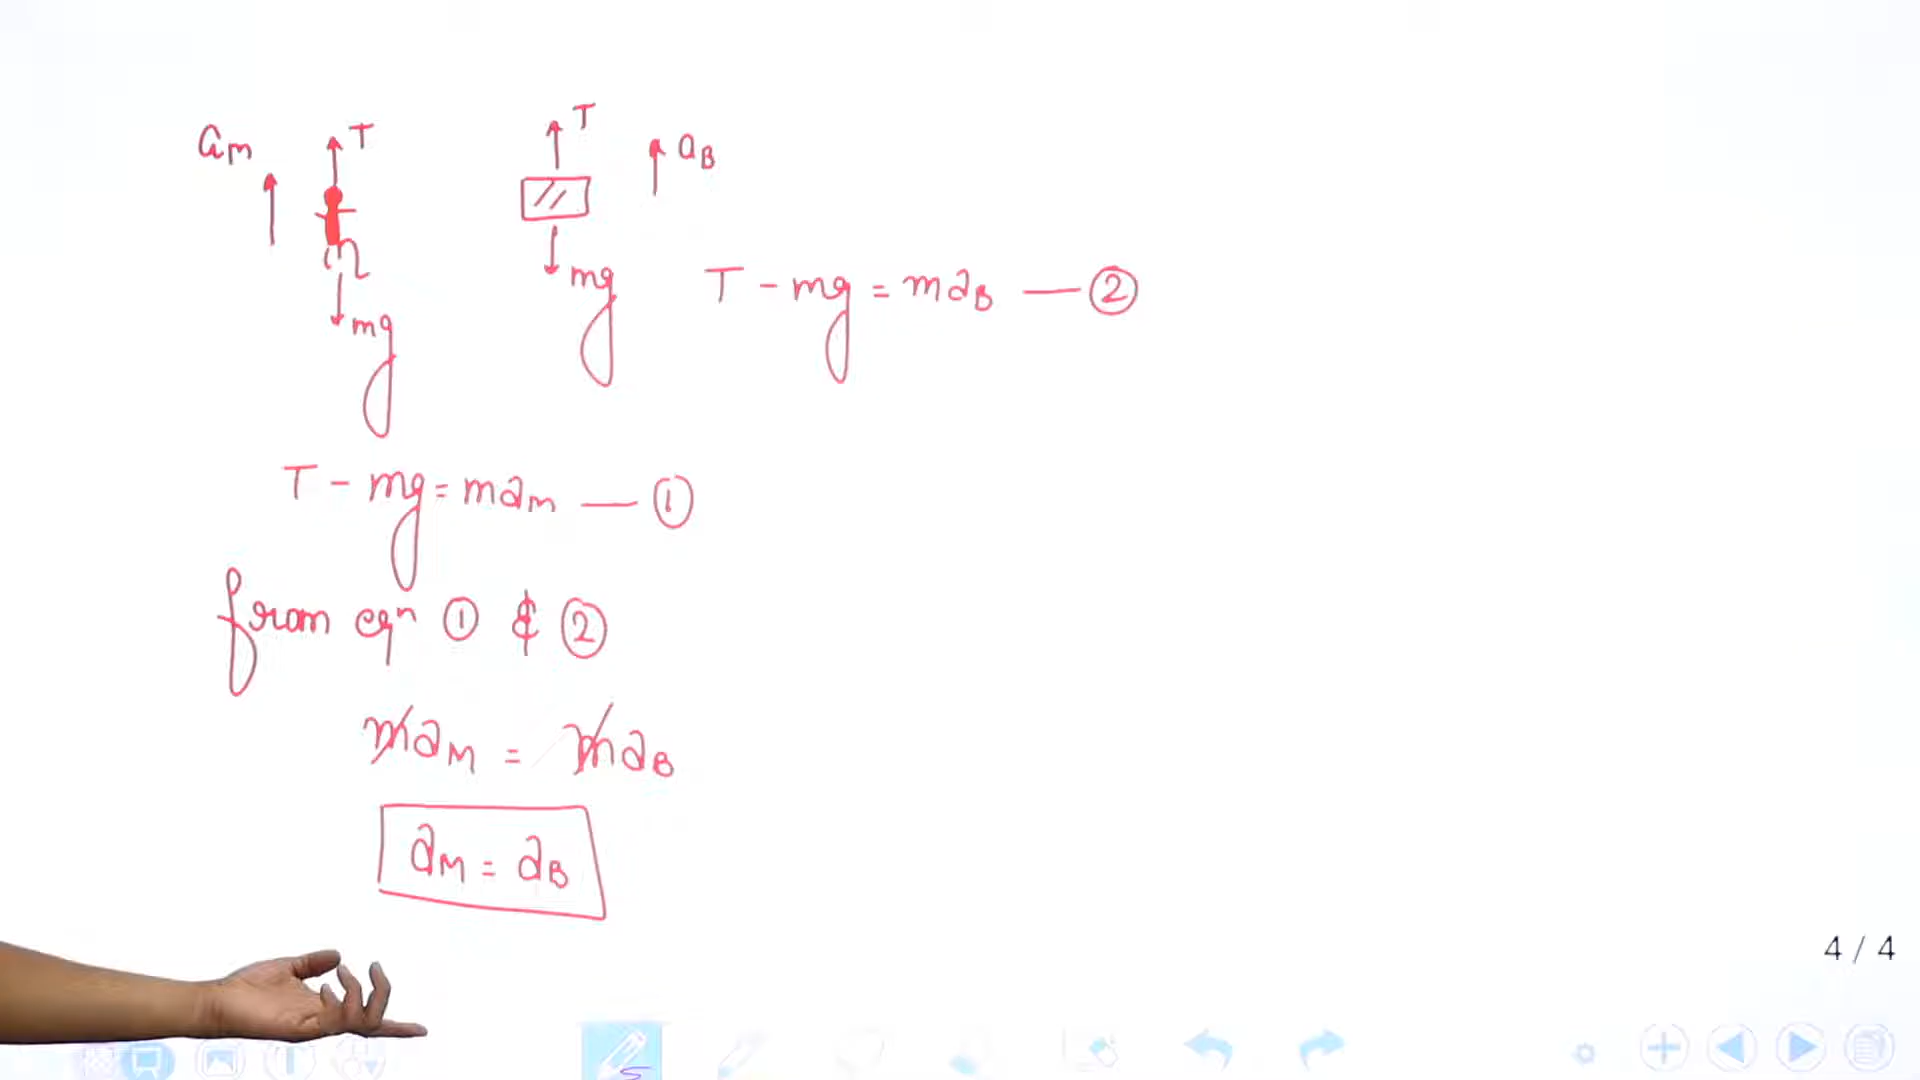 a_m T T a_B
mg mg T - mg = ma_B — ②
T - mg = ma_m — ①
from eqⁿ ① & ②
ma_M = ma_B
a_M = a_B
4 / 4